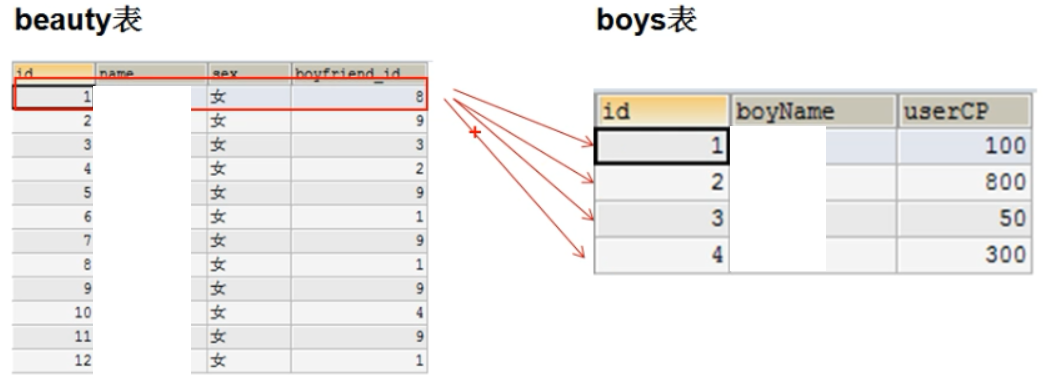 beauty表
boys表
id name sex boyfriend_id
1 女 8
2 女 9
3 女 3
4 女 2
5 女 9
6 女 1
7 女 9
8 女 1
9 女 9
10 女 4
11 女 9
12 女 1
id boyName userCP
1 100
2 800
3 50
4 300